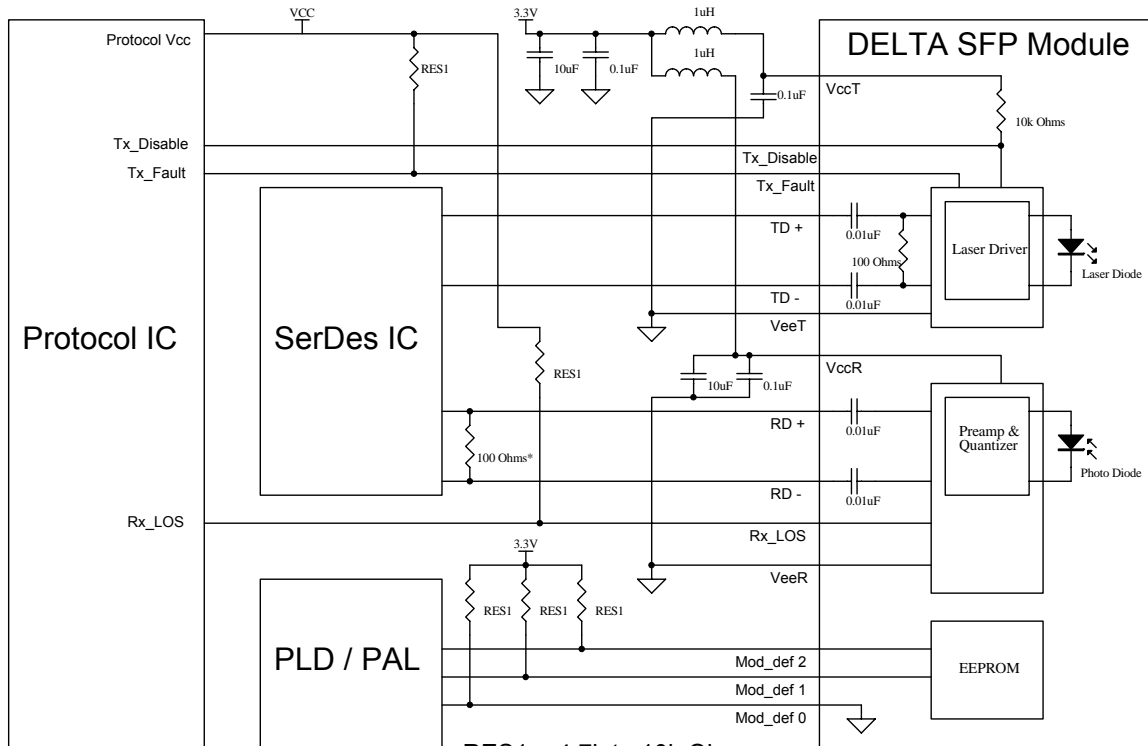 VCC
3.3V
1uH
1uH
Protocol Vcc
RES1
10uF
0.1uF
0.1uF
DELTA SFP Module
VccT
10k Ohms
Tx_Disable
Tx_Fault
Tx_Disable
Tx_Fault
TD +
0.01uF
100 Ohms
Laser Driver
Laser Diode
TD -
0.01uF
VeeT
Protocol IC
SerDes IC
RES1
10uF
0.1uF
VccR
RD +
0.01uF
Preamp &
Quantizer
Photo Diode
100 Ohms*
RD -
0.01uF
Rx_LOS
Rx_LOS
3.3V
VeeR
RES1
RES1
RES1
PLD / PAL
Mod_def 2
EEPROM
Mod_def 1
Mod_def 0